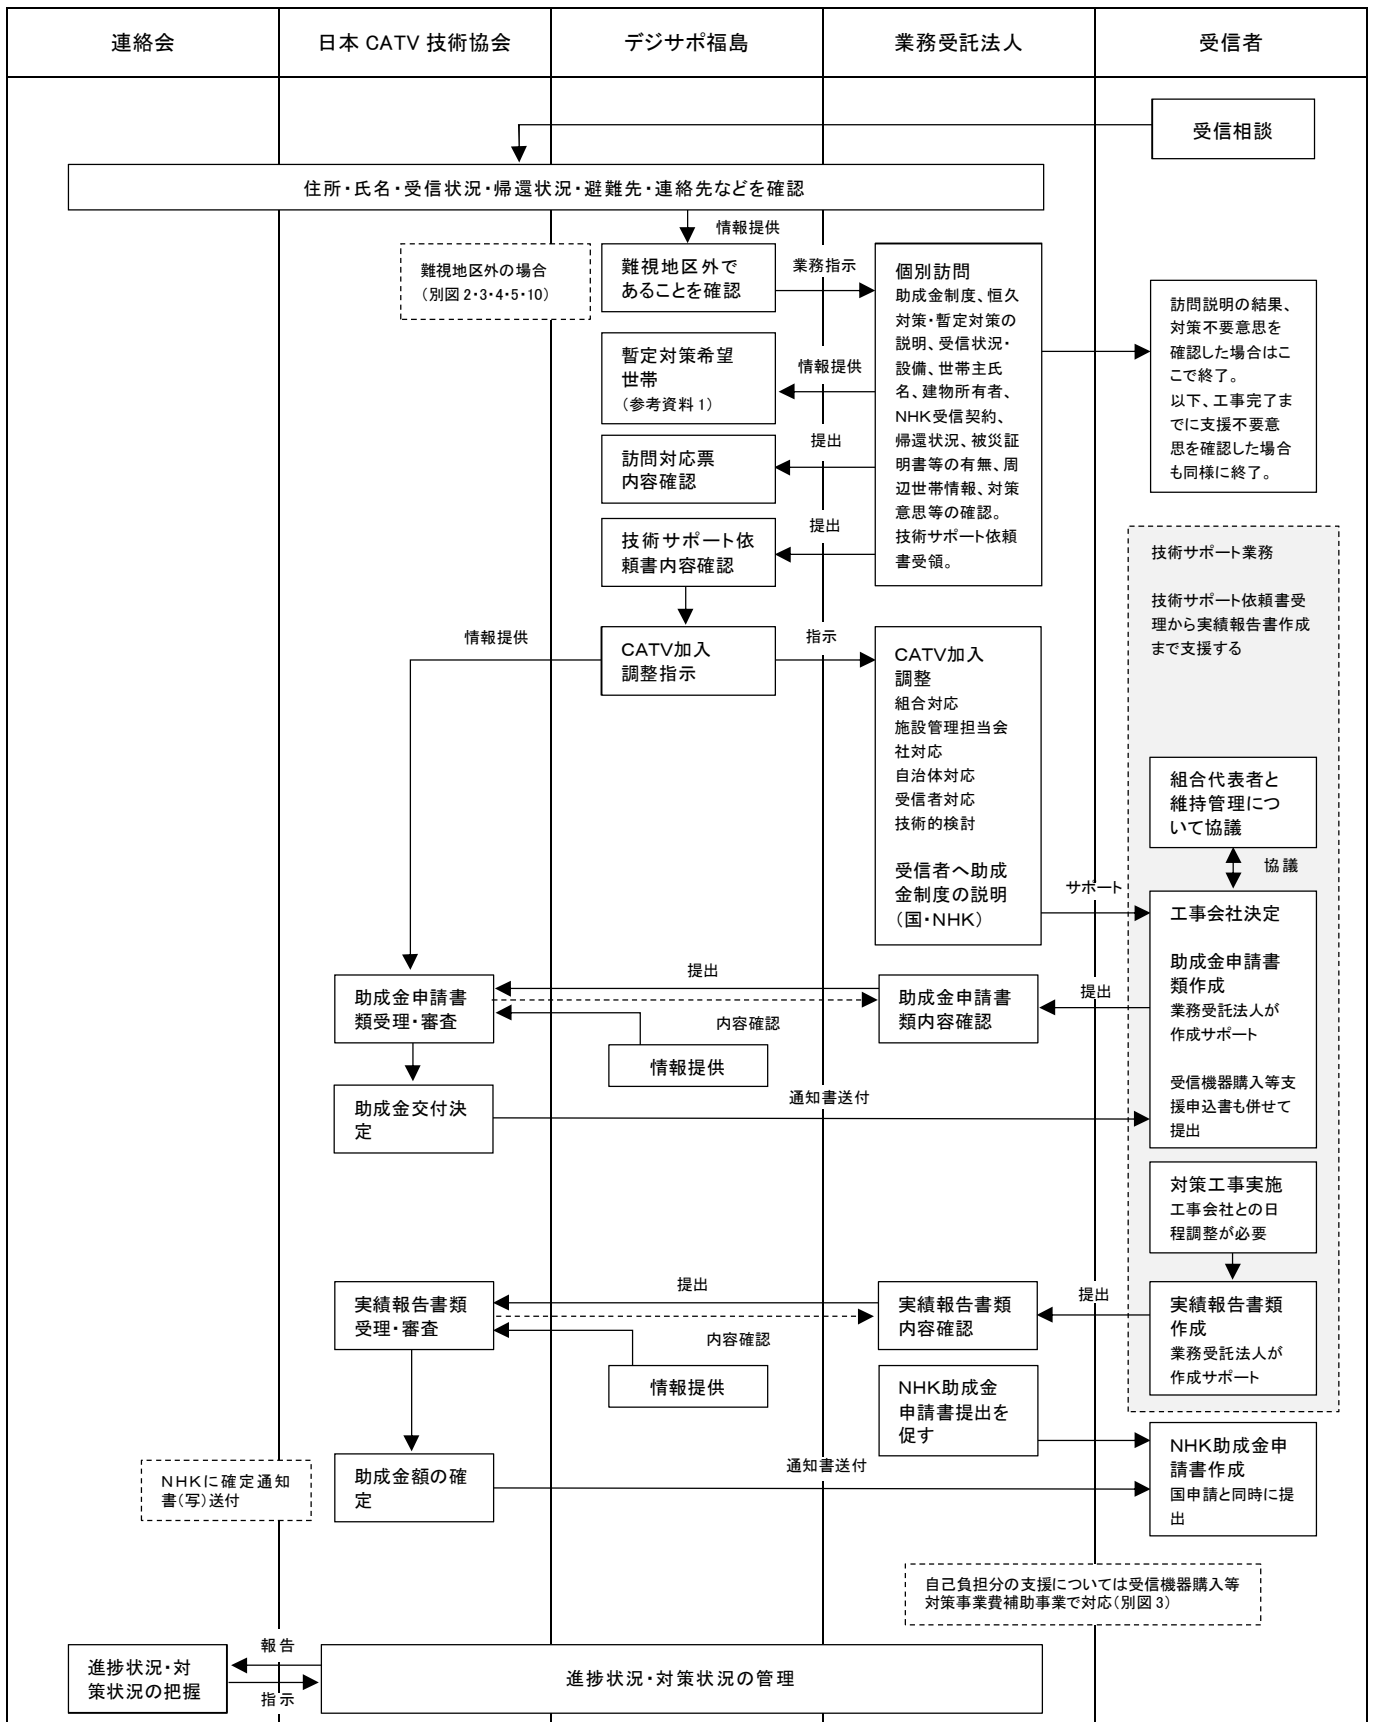 連絡会
日本 CATV 技術協会
デジサポ福島
業務受託法人
受信者
受信相談
住所・氏名・受信状況・帰還状況・避難先・連絡先などを確認
情報提供
難視地区外の場合
（別図 2・3・4・5・10）
難視地区外で
あることを確認
業務指示
個別訪問
助成金制度、恒久
対策・暫定対策の
説明、受信状況・
設備、世帯主氏
名、建物所有者、
NHK受信契約、
帰還状況、被災証
明書等の有無、周
辺世帯情報、対策
意思等の確認。
技術サポート依頼
書受領。
訪問説明の結果、
対策不要意思を
確認した場合はこ
こで終了。
以下、工事完了ま
でに支援不要意
思を確認した場合
も同様に終了。
暫定対策希望
世帯
（参考資料 1）
情報提供
提出
訪問対応票
内容確認
提出
技術サポート依
頼書内容確認
技術サポート業務
技術サポート依頼書受
理から実績報告書作成
まで支援する
情報提供
CATV加入
調整指示
指示
CATV加入
調整
組合対応
施設管理担当会
社対応
自治体対応
受信者対応
技術的検討
受信者へ助成
金制度の説明
（国・NHK）
組合代表者と
維持管理につ
いて協議
協議
サポート
工事会社決定
助成金申請書
類作成
業務受託法人が
作成サポート
受信機器購入等支
援申込書も併せて
提出
助成金申請書
類受理・審査
提出
内容確認
助成金申請書
類内容確認
提出
情報提供
助成金交付決
定
通知書送付
対策工事実施
工事会社との日
程調整が必要
実績報告書類
受理・審査
提出
内容確認
実績報告書類
内容確認
提出
実績報告書類
作成
業務受託法人が
作成サポート
情報提供
NHK助成金
申請書提出を
促す
NHKに確定通知
書（写）送付
助成金額の確
定
通知書送付
NHK助成金申
請書作成
国申請と同時に提
出
自己負担分の支援については受信機器購入等
対策事業費補助事業で対応（別図 3）
進捗状況・対
策状況の把握
報告
指示
進捗状況・対策状況の管理